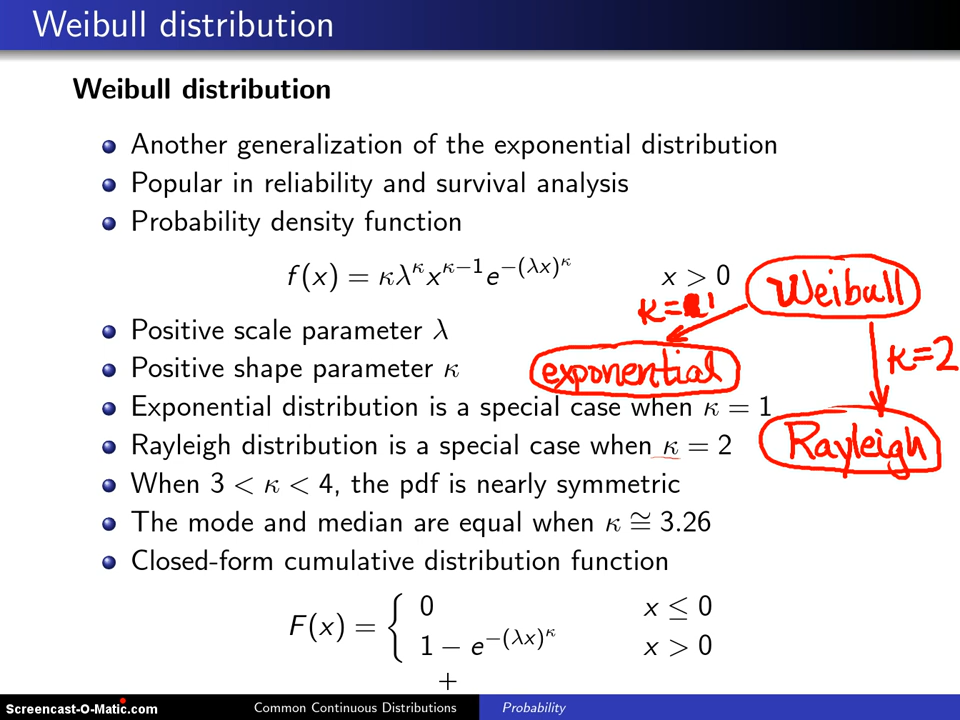 Weibull distribution
Weibull distribution
Another generalization of the exponential distribution
Popular in reliability and survival analysis
Probability density function
f(x) = κλ^κ x^{κ−1} e^{−(λx)^κ} x > 0
Weibull
κ = 1
Positive scale parameter λ
Positive shape parameter κ
exponential
κ=2
Exponential distribution is a special case when κ = 1
Rayleigh distribution is a special case when κ = 2
Rayleigh
When 3 < κ < 4, the pdf is nearly symmetric
The mode and median are equal when κ ≅ 3.26
Closed-form cumulative distribution function
F(x) = { 0 x ≤ 0
1 − e^{−(λx)^κ} x > 0
+
Screencast-O-Matic.com Common Continuous Distributions Probability